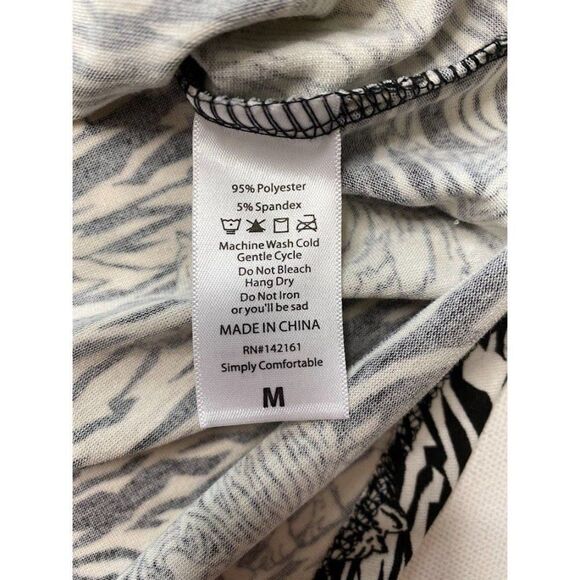 95% Polyester
5% Spandex
Machine Wash Cold
Gentle Cycle
Do Not Bleach
Hang Dry
Do Not Iron
or you'll be sad
MADE IN CHINA
RN#142161
Simply Comfortable
M